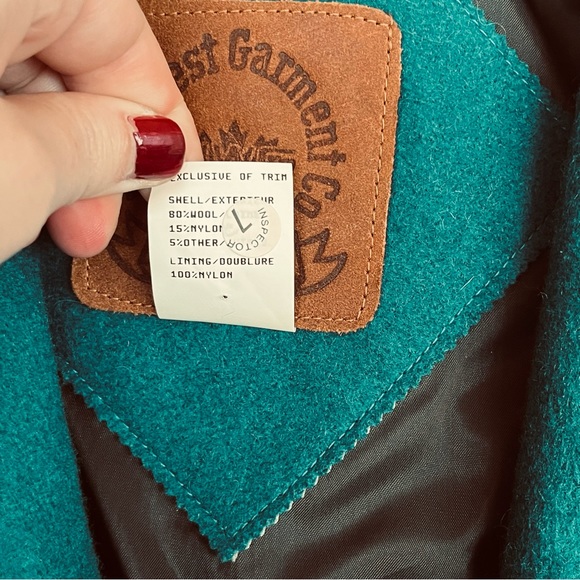 est Garment Co
EXCLUSIVE OF TRIM
SHELL/EXTERIEUR
80%WOOL/
15%NYLON
5%OTHER/
INSPECTOR
7
LINING/DOUBLURE
100%NYLON